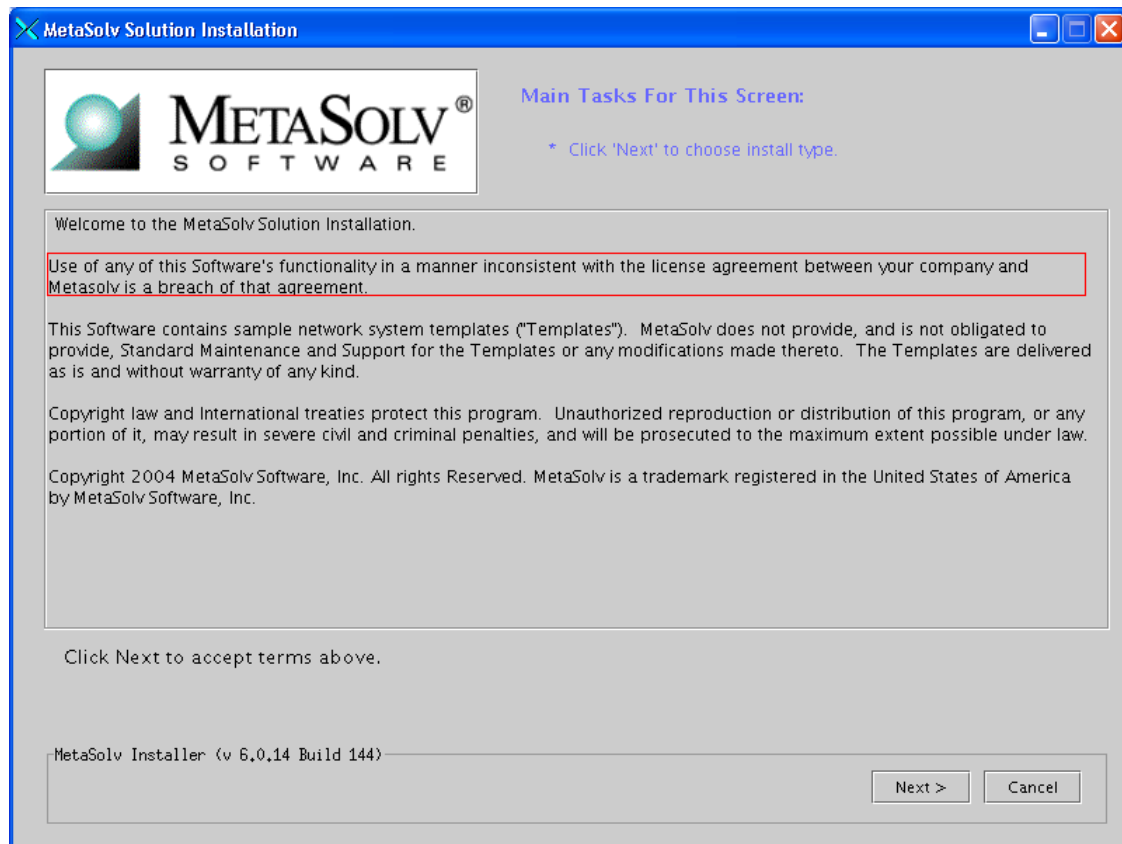 MetaSolv Solution Installation
METASOLV®
SOFTWARE
Main Tasks For This Screen:
* Click 'Next' to choose install type.
Welcome to the MetaSolv Solution Installation.
Use of any of this Software's functionality in a manner inconsistent with the license agreement between your company and
Metasolv is a breach of that agreement.
This Software contains sample network system templates ("Templates"). MetaSolv does not provide, and is not obligated to
provide, Standard Maintenance and Support for the Templates or any modifications made thereto. The Templates are delivered
as is and without warranty of any kind.
Copyright law and International treaties protect this program. Unauthorized reproduction or distribution of this program, or any
portion of it, may result in severe civil and criminal penalties, and will be prosecuted to the maximum extent possible under law.
Copyright 2004 MetaSolv Software, Inc. All rights Reserved. MetaSolv is a trademark registered in the United States of America
by MetaSolv Software, Inc.
Click Next to accept terms above.
MetaSolv Installer (v 6.0.14 Build 144)
Next >
Cancel